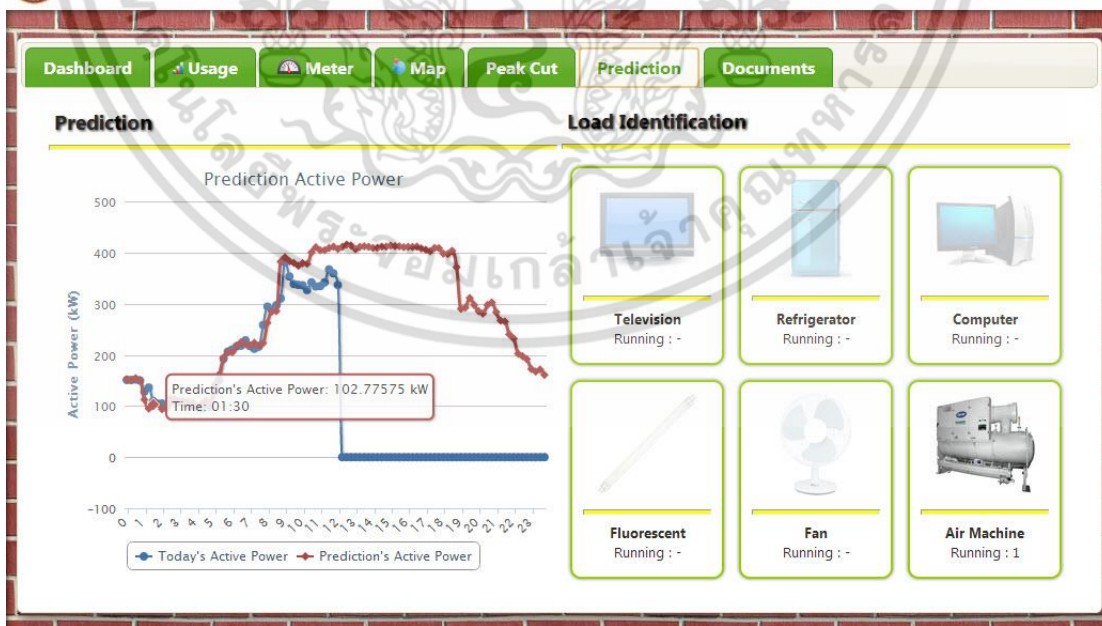 Dashboard
Usage
Meter
Map
Peak Cut
Prediction
Documents
Prediction
Prediction Active Power
500
400
300
200
100
0
-100
Active Power (kW)
Prediction's Active Power: 102.77575 kW
Time: 01:30
0 1 2 3 4 5 6 7 8 9 10 11 12 13 14 15 16 17 18 19 20 21 22 23
Today's Active Power
Prediction's Active Power
Load Identification
Television
Running : -
Refrigerator
Running : -
Computer
Running : -
Fluorescent
Running : -
Fan
Running : -
Air Machine
Running : 1